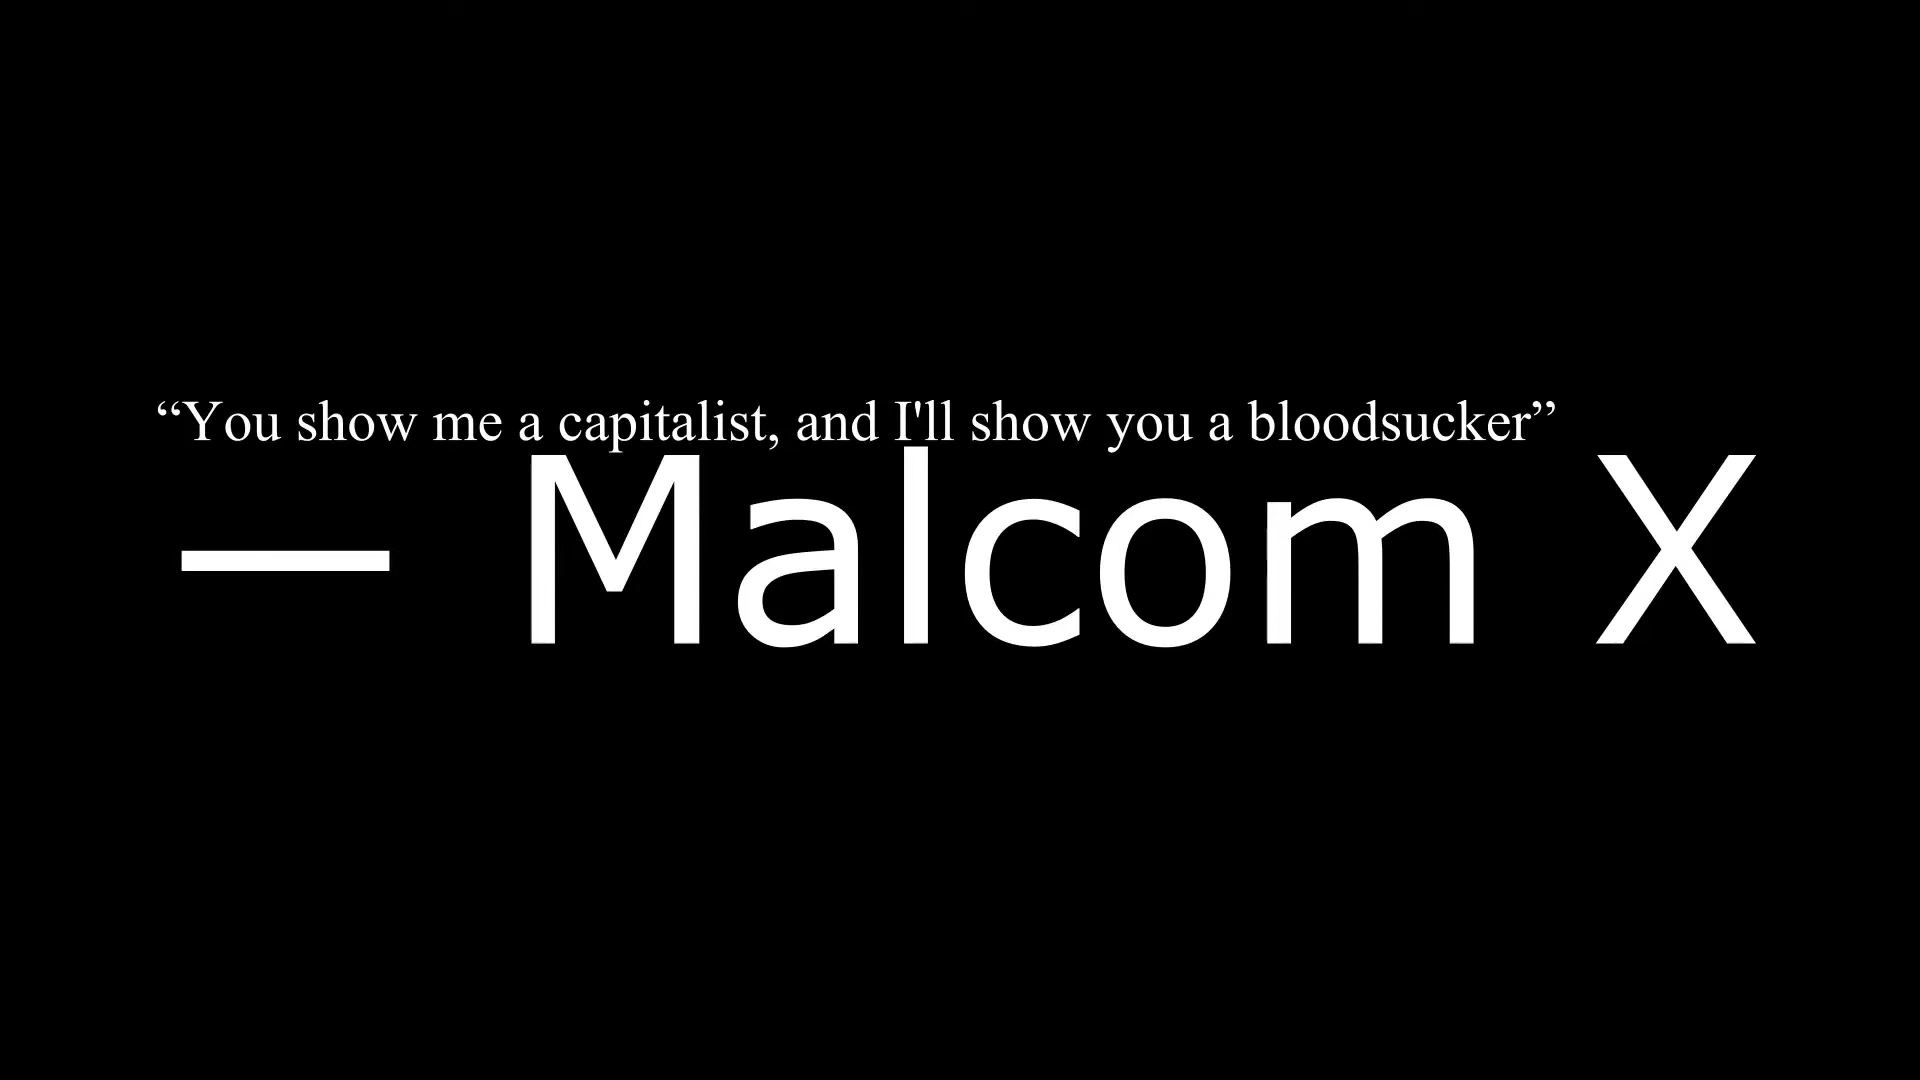 “You show me a capitalist, and I'll show you a bloodsucker”
— Malcom X